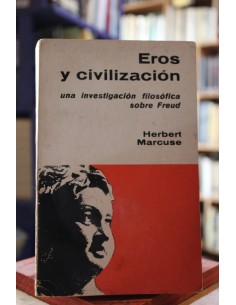 Eros
y civilización
una investigación filosófica
sobre Freud
Herbert
Marcuse